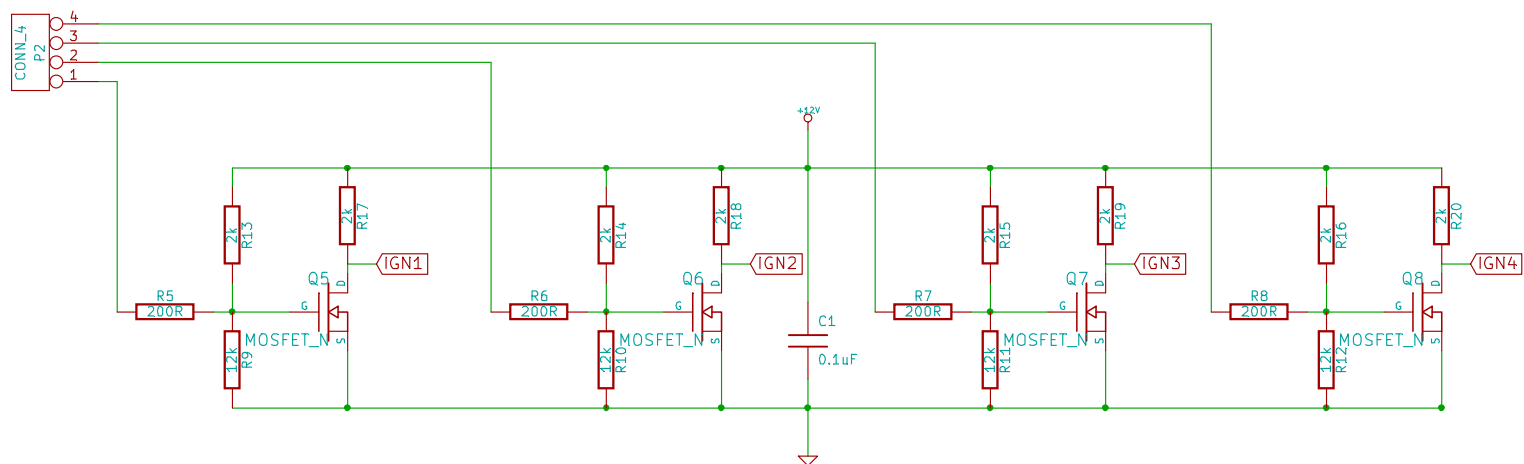 CONN_4
P2
4
3
2
1
+12V
2k
R13
2k
R17
2k
R14
2k
R18
2k
R15
2k
R19
2k
R16
2k
R20
IGN1
IGN2
IGN3
IGN4
R5
200R
Q5
G
D
S
MOSFET_N
12k
R9
R6
200R
Q6
G
D
S
MOSFET_N
12k
R10
C1
0.1uF
R7
200R
Q7
G
D
S
MOSFET_N
12k
R11
R8
200R
Q8
G
D
S
MOSFET_N
12k
R12